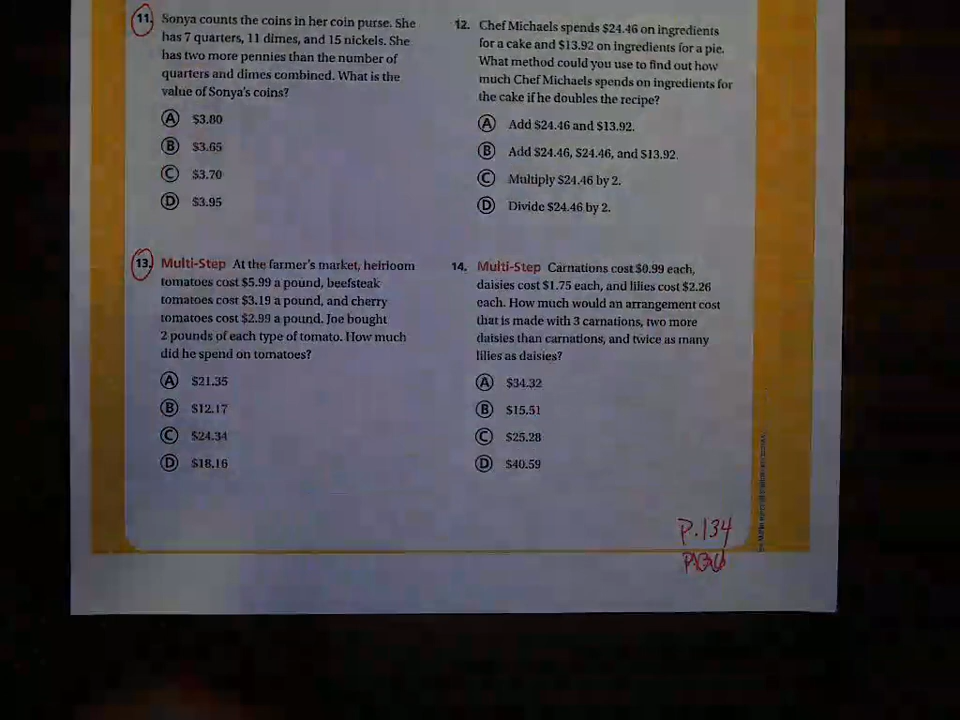 11. Sonya counts the coins in her coin purse. She
has 7 quarters, 11 dimes, and 15 nickels. She
has two more pennies than the number of
quarters and dimes combined. What is the
value of Sonya's coins?
A $3.80
B $3.65
C $3.70
D $3.95
12. Chef Michaels spends $24.46 on ingredients
for a cake and $13.92 on ingredients for a pie.
What method could you use to find out how
much Chef Michaels spends on ingredients for
the cake if he doubles the recipe?
A Add $24.46 and $13.92.
B Add $24.46, $24.46, and $13.92.
C Multiply $24.46 by 2.
D Divide $24.46 by 2.
13. Multi-Step At the farmer's market, heirloom
tomatoes cost $5.99 a pound, beefsteak
tomatoes cost $3.19 a pound, and cherry
tomatoes cost $2.99 a pound. Joe bought
2 pounds of each type of tomato. How much
did he spend on tomatoes?
A $21.35
B $12.17
C $24.34
D $18.16
14. Multi-Step Carnations cost $0.99 each,
daisies cost $1.75 each, and lilies cost $2.26
each. How much would an arrangement cost
that is made with 3 carnations, two more
daisies than carnations, and twice as many
lilies as daisies?
A $34.32
B $15.51
C $25.28
D $40.59
P.134